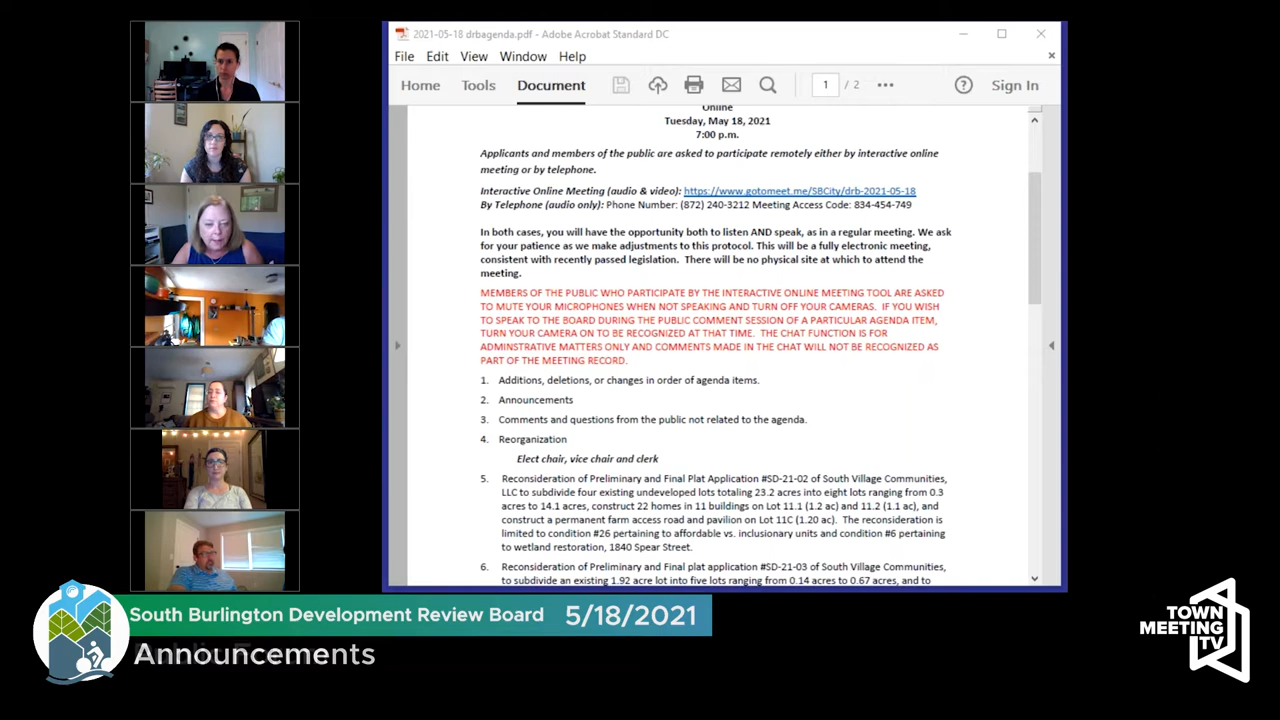 2021-05-18 drbagenda.pdf - Adobe Acrobat Standard DC
File Edit View Window Help
Home Tools Document 1 / 2 Sign In
Online
Tuesday, May 18, 2021
7:00 p.m.
Applicants and members of the public are asked to participate remotely either by interactive online
meeting or by telephone.
Interactive Online Meeting (audio & video): https://www.gotomeet.me/SBCity/drb-2021-05-18
By Telephone (audio only): Phone Number: (872) 240-3212 Meeting Access Code: 834-454-749
In both cases, you will have the opportunity both to listen AND speak, as in a regular meeting. We ask
for your patience as we make adjustments to this protocol. This will be a fully electronic meeting,
consistent with recently passed legislation. There will be no physical site at which to attend the
meeting.
MEMBERS OF THE PUBLIC WHO PARTICIPATE BY THE INTERACTIVE ONLINE MEETING TOOL ARE ASKED
TO MUTE YOUR MICROPHONES WHEN NOT SPEAKING AND TURN OFF YOUR CAMERAS. IF YOU WISH
TO SPEAK TO THE BOARD DURING THE PUBLIC COMMENT SESSION OF A PARTICULAR AGENDA ITEM,
TURN YOUR CAMERA ON TO BE RECOGNIZED AT THAT TIME. THE CHAT FUNCTION IS FOR
ADMINSTRATIVE MATTERS ONLY AND COMMENTS MADE IN THE CHAT WILL NOT BE RECOGNIZED AS
PART OF THE MEETING RECORD.
1. Additions, deletions, or changes in order of agenda items.
2. Announcements
3. Comments and questions from the public not related to the agenda.
4. Reorganization
Elect chair, vice chair and clerk
5. Reconsideration of Preliminary and Final Plat Application #SD-21-02 of South Village Communities,
LLC to subdivide four existing undeveloped lots totaling 23.2 acres into eight lots ranging from 0.3
acres to 14.1 acres, construct 22 homes in 11 buildings on Lot 11.1 (1.2 ac) and 11.2 (1.1 ac), and
construct a permanent farm access road and pavilion on Lot 11C (1.20 ac). The reconsideration is
limited to condition #26 pertaining to affordable vs. inclusionary units and condition #6 pertaining
to wetland restoration, 1840 Spear Street.
6. Reconsideration of Preliminary and Final Plat application #SD-21-03 of South Village Communities,
to subdivide an existing 1.92 acre lot into five lots ranging from 0.14 acres to 0.67 acres, and to
South Burlington Development Review Board 5/18/2021
Announcements
TOWN
MEETING
TV